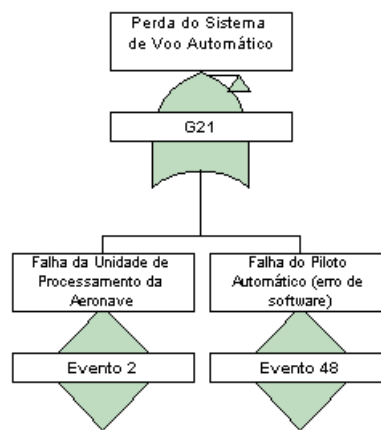 Perda do Sistema
de Voo Automático
G21
Falha da Unidade de
Processamento da
Aeronave
Falha do Piloto
Automático (erro de
software)
Evento 2
Evento 48